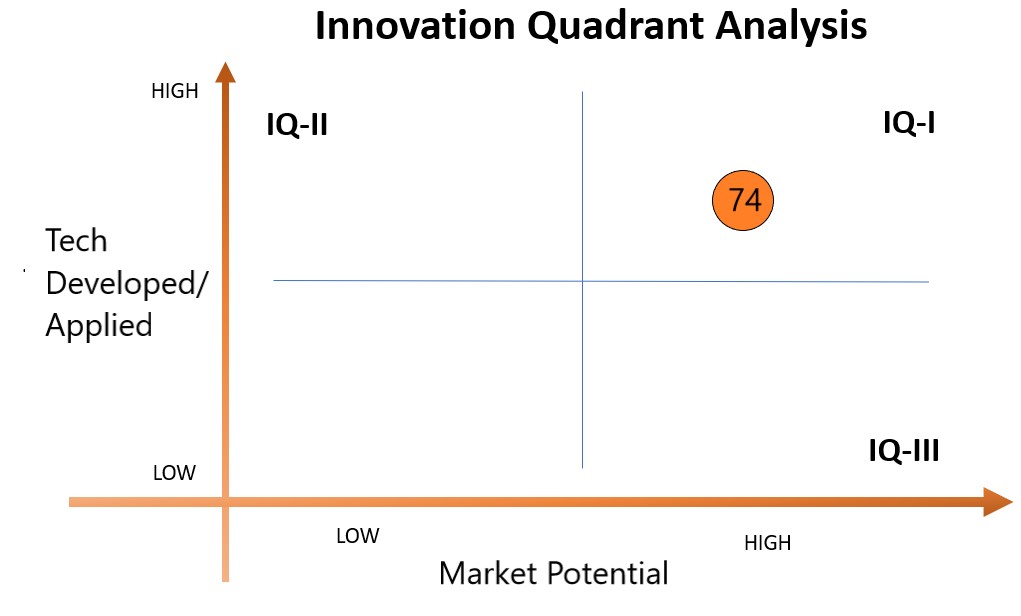 Innovation Quadrant Analysis
HIGH
IQ-II
IQ-I
74
Tech
Developed/
Applied
IQ-III
LOW
LOW
HIGH
Market Potential